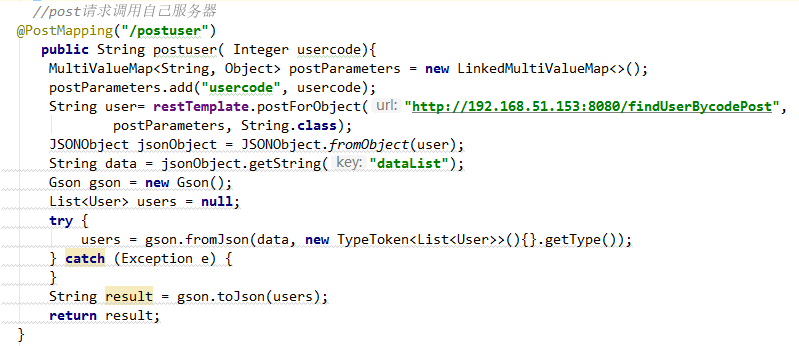 //post请求调用自己服务器
@PostMapping("/postuser")
public String postuser( Integer usercode){
MultiValueMap<String, Object> postParameters = new LinkedMultiValueMap<>();
postParameters.add("usercode", usercode);
String user= restTemplate.postForObject( url: "http://192.168.51.153:8080/findUserBycodePost",
postParameters, String.class);
JSONObject jsonObject = JSONObject.fromObject(user);
String data = jsonObject.getString( key: "dataList");
Gson gson = new Gson();
List<User> users = null;
try {
users = gson.fromJson(data, new TypeToken<List<User>>(){}.getType());
} catch (Exception e) {
}
String result = gson.toJson(users);
return result;
}